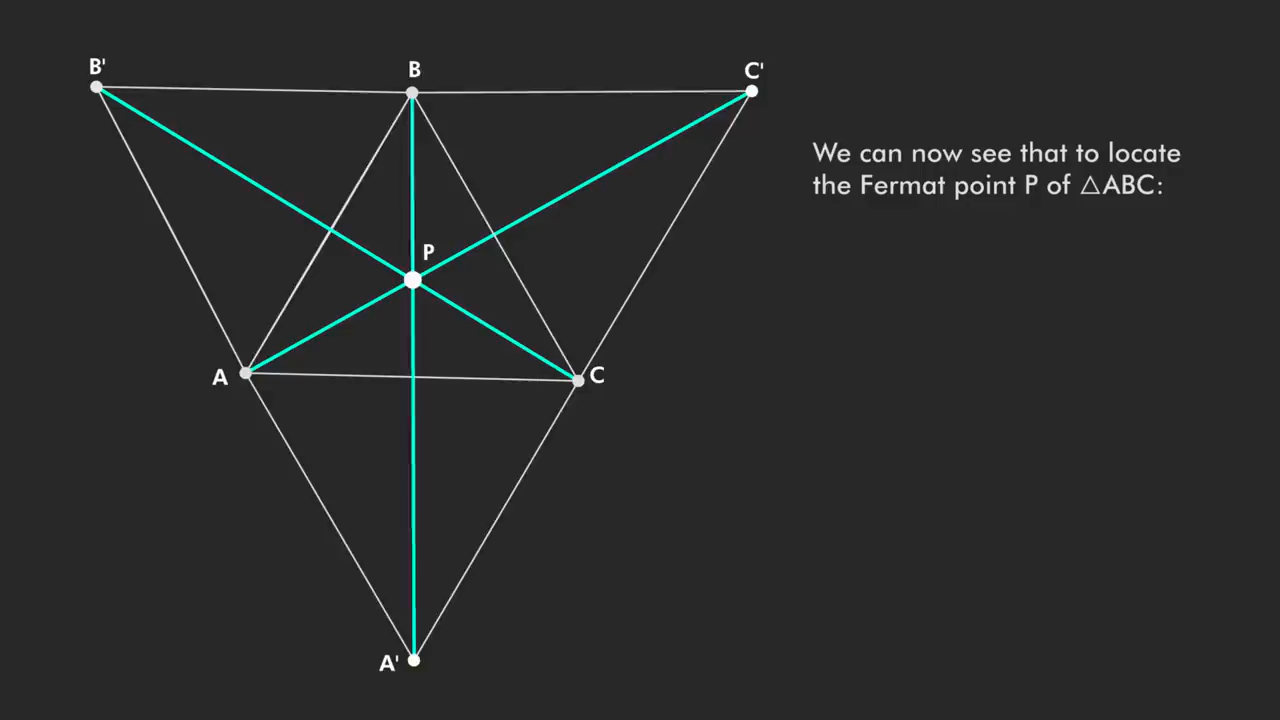 B'
B
C'
We can now see that to locate
the Fermat point P of △ABC:
P
A
C
A'